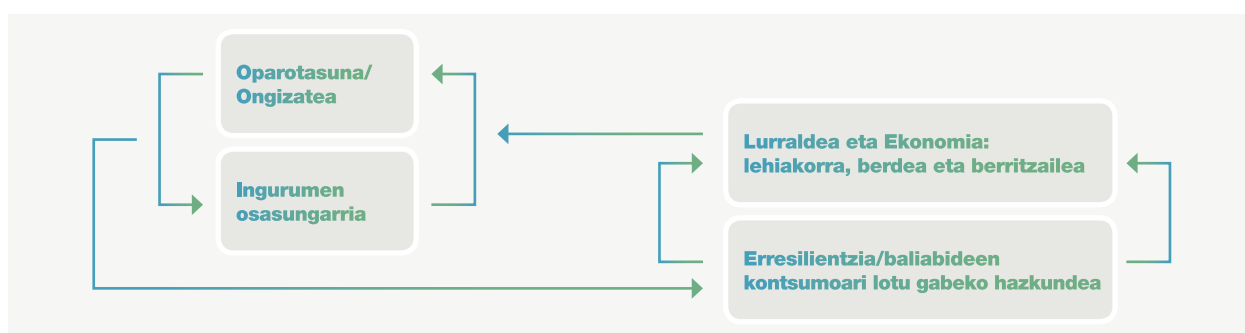 Oparotasuna/
Ongizatea
Ingurumen
osasungarria
Lurraldea eta Ekonomia:
lehiakorra, berdea eta berritzailea
Erresilientzia/baliabideen
kontsumoari lotu gabeko hazkundea